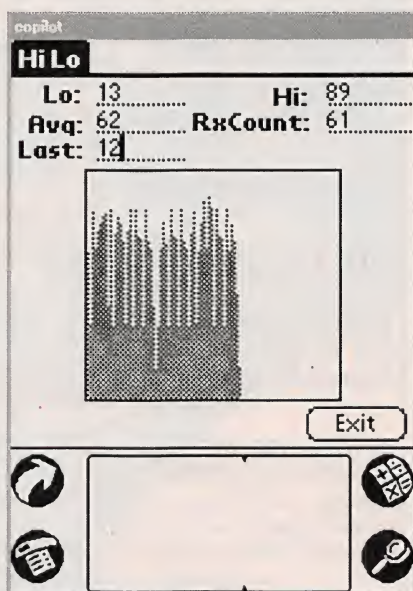 copilot
Hi Lo
Lo: 13 Hi: 89
Avg: 62 RxCount: 61
Last: 12
Exit